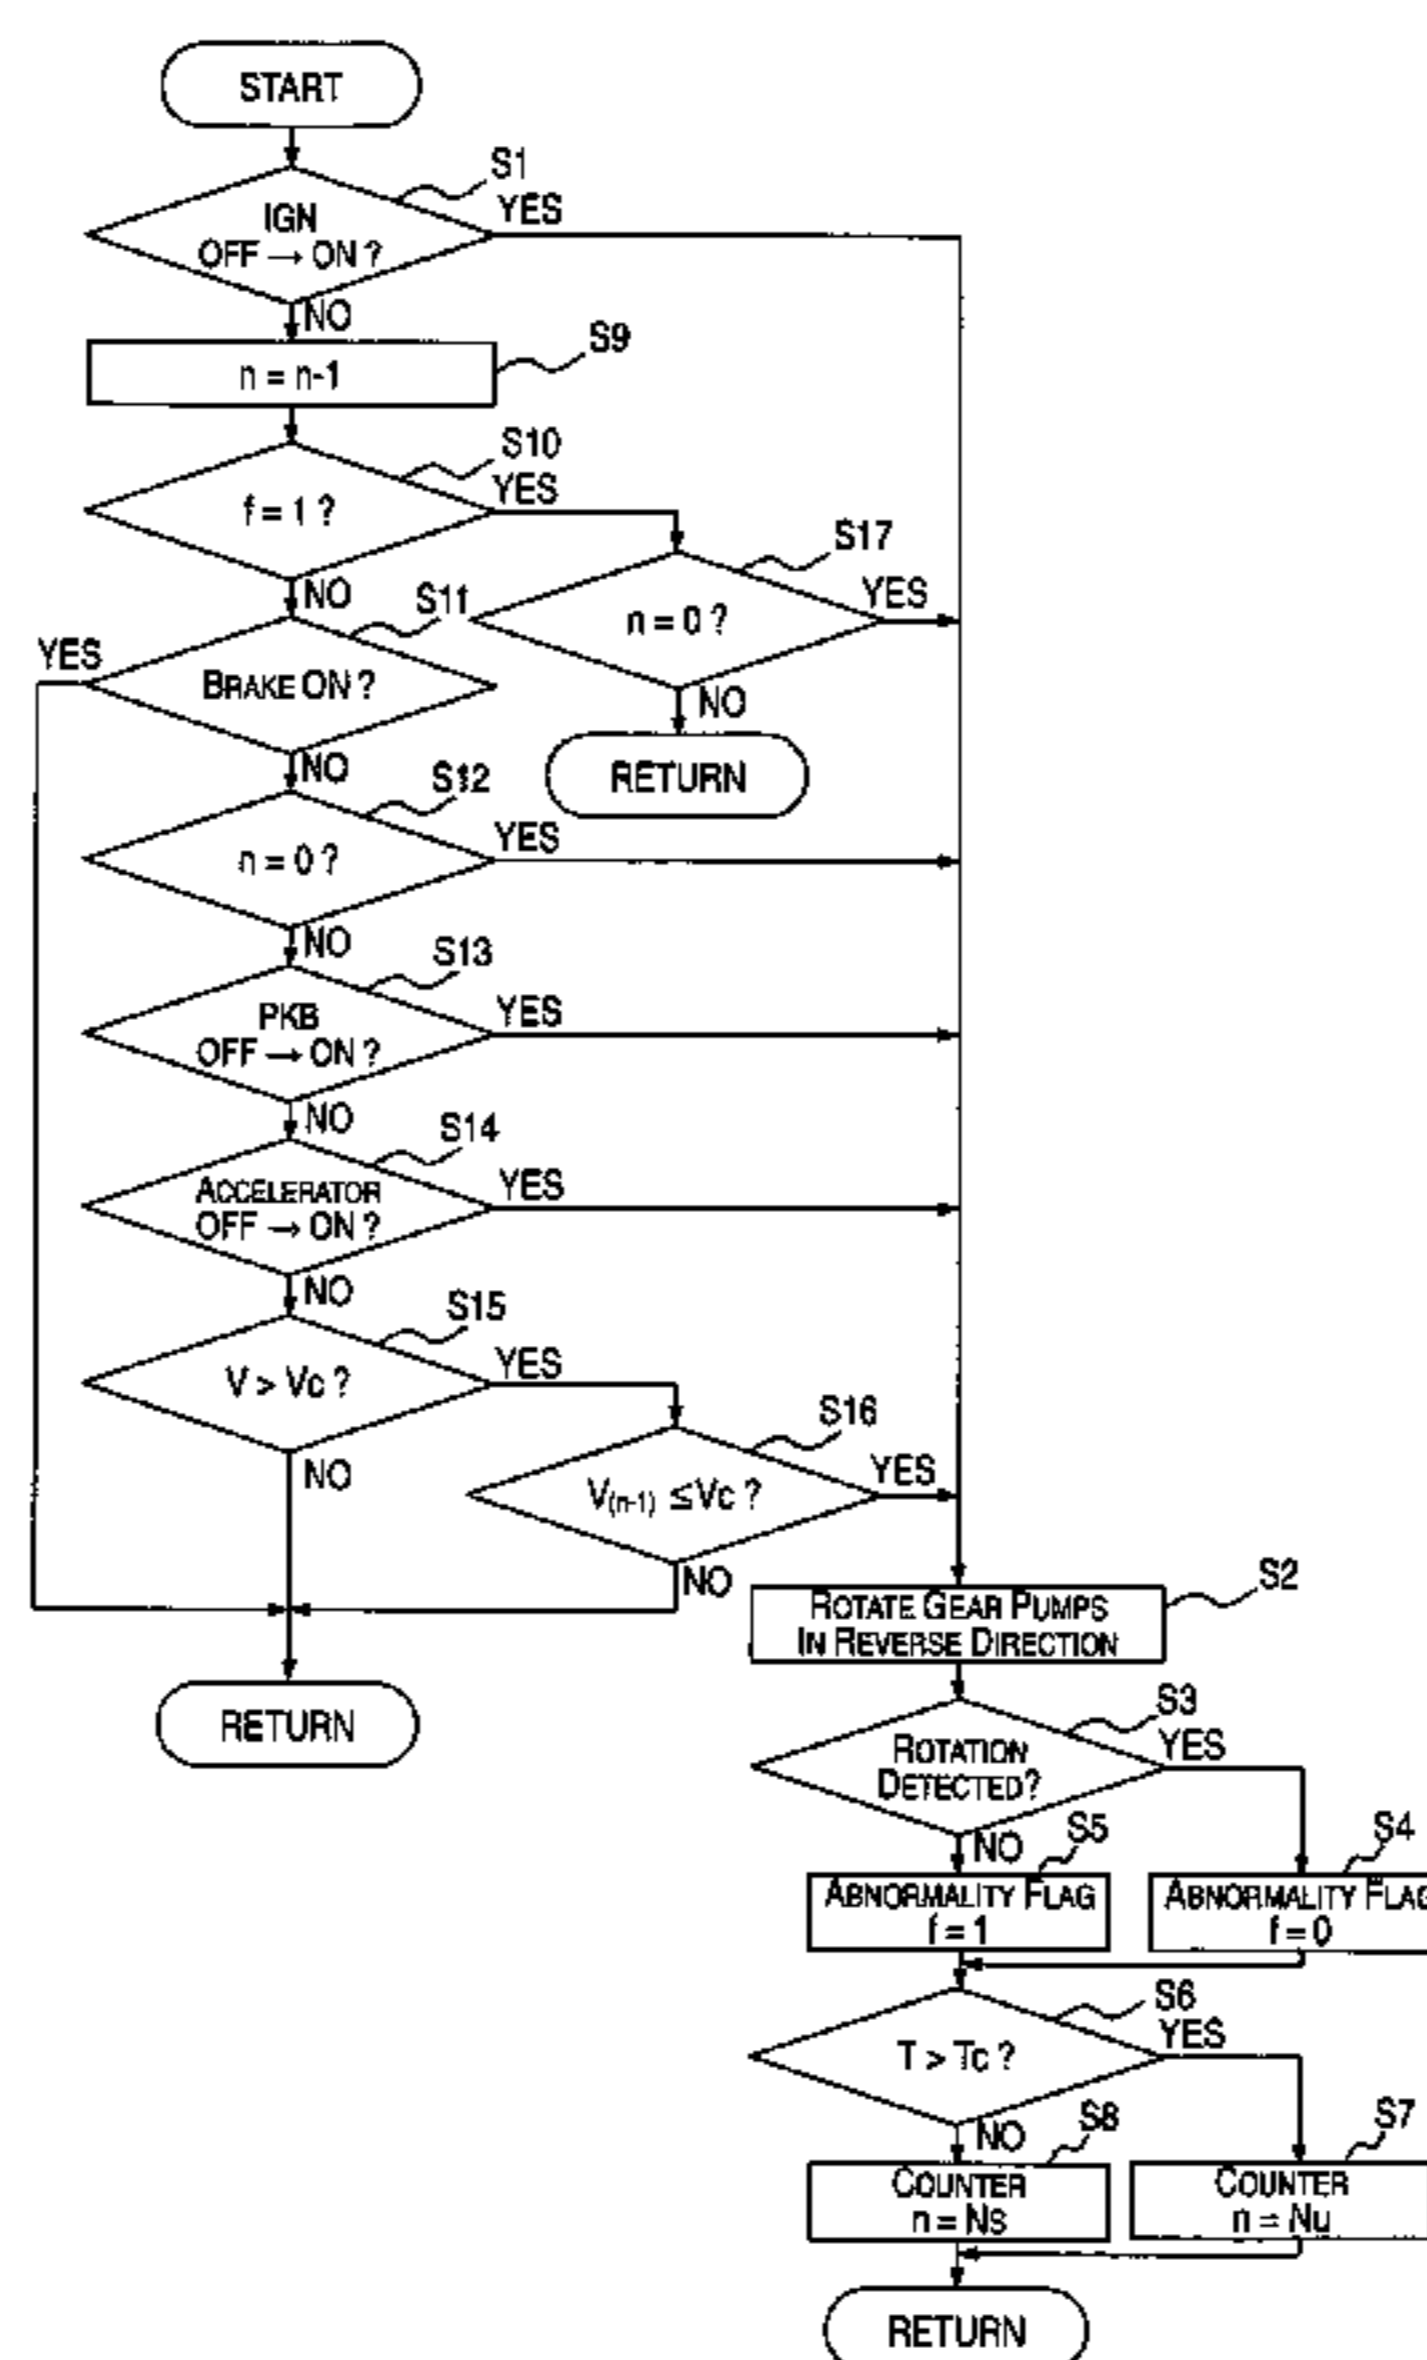 START
S1
YES
IGN
OFF → ON ?
NO
S9
n = n-1
S10
YES
f = 1 ?
S17
NO
S11
YES
n = 0 ?
YES
BRAKE ON ?
NO
NO
RETURN
S12
YES
n = 0 ?
NO
S13
YES
PKB
OFF → ON ?
NO
S14
YES
ACCELERATOR
OFF → ON ?
NO
S15
YES
V > Vc ?
S16
YES
NO
V(n-1) ≤ Vc ?
NO
S2
ROTATE GEAR PUMPS
IN REVERSE DIRECTION
RETURN
S3
YES
ROTATION
DETECTED?
NO
S5
S4
ABNORMALITY FLAG
f = 1
ABNORMALITY FLAG
f = 0
S6
YES
T > Tc ?
NO
S8
S7
COUNTER
n = Ns
COUNTER
n = Nu
RETURN